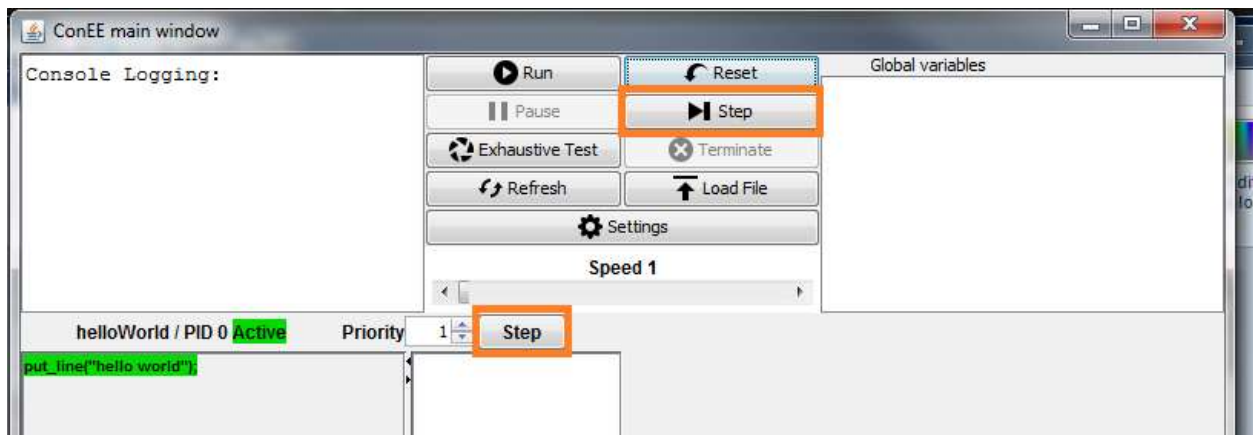 ConEE main window
Console Logging:
Run
Reset
Global variables
Pause
Step
Exhaustive Test
Terminate
Refresh
Load File
Settings
Speed 1
helloWorld / PID 0 Active Priority 1 Step
put_line("hello world");